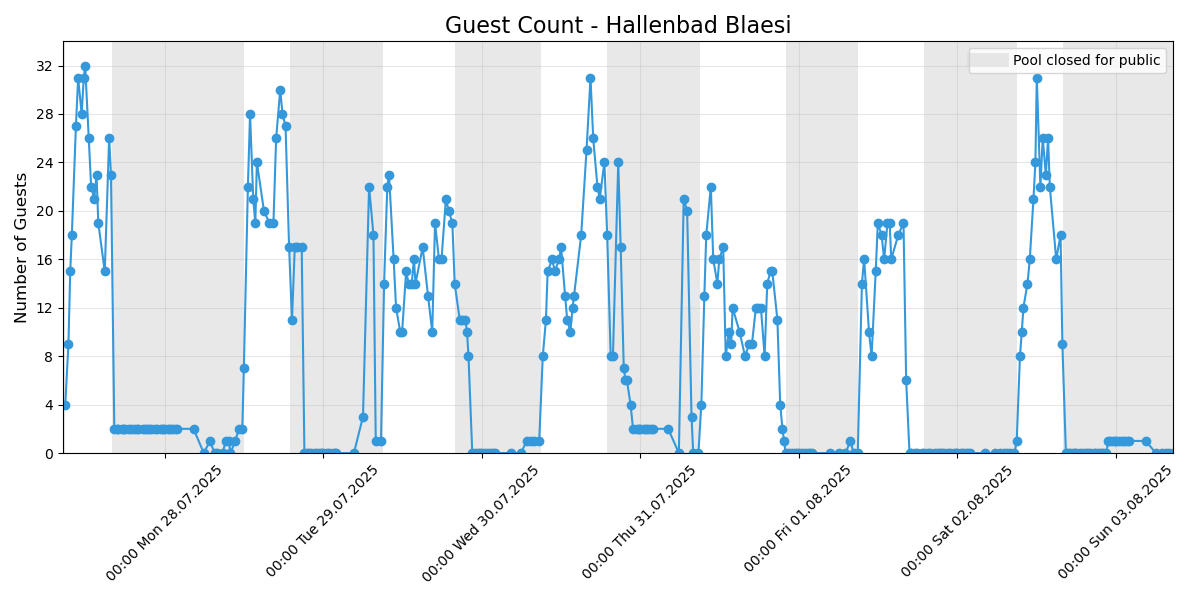 Guest Count - Hallenbad Blaesi
Pool closed for public
Number of Guests
32
28
24
20
16
12
8
4
0
00:00 Mon 28.07.2025
00:00 Tue 29.07.2025
00:00 Wed 30.07.2025
00:00 Thu 31.07.2025
00:00 Fri 01.08.2025
00:00 Sat 02.08.2025
00:00 Sun 03.08.2025